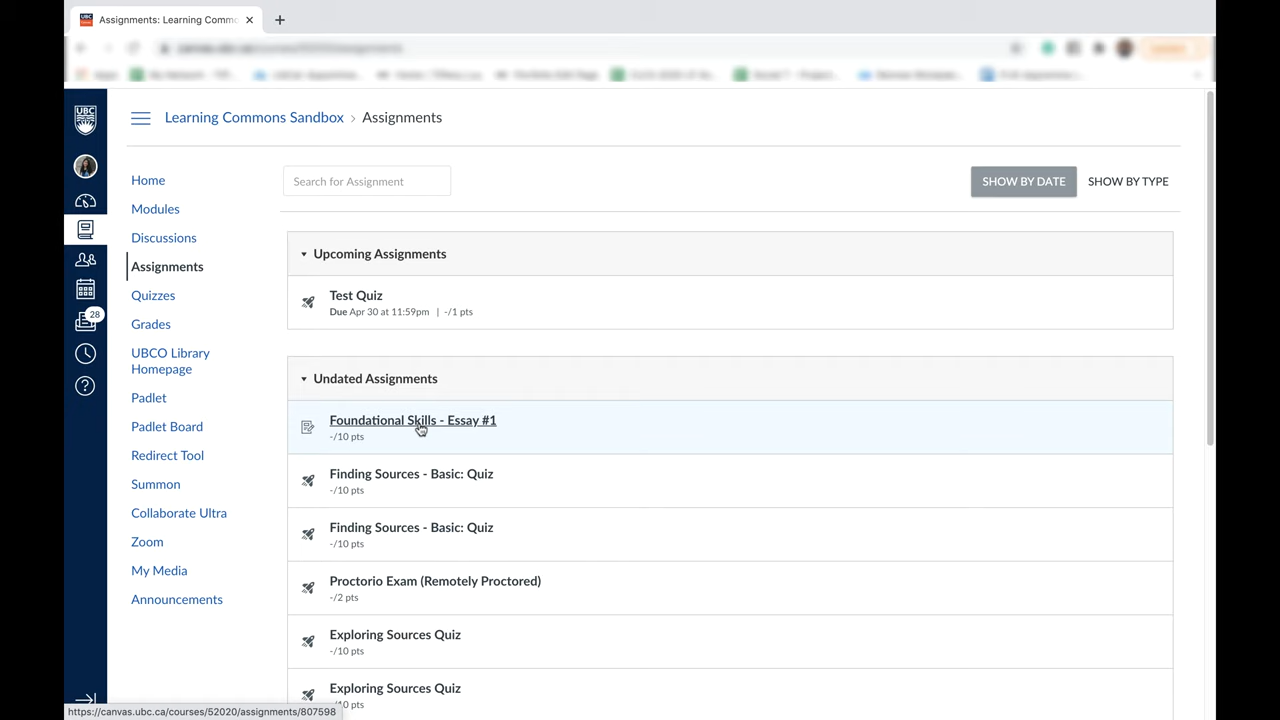 Assignments: Learning Comm
UBC
Learning Commons Sandbox > Assignments
Home
Modules
Discussions
Assignments
Quizzes
Grades
UBCO Library
Homepage
Padlet
Padlet Board
Redirect Tool
Summon
Collaborate Ultra
Zoom
My Media
Announcements
28
Search for Assignment
SHOW BY DATE
SHOW BY TYPE
Upcoming Assignments
Test Quiz
Due Apr 30 at 11:59pm | -/1 pts
Undated Assignments
Foundational Skills - Essay #1
-/10 pts
Finding Sources - Basic: Quiz
-/10 pts
Finding Sources - Basic: Quiz
-/10 pts
Proctorio Exam (Remotely Proctored)
-/2 pts
Exploring Sources Quiz
-/10 pts
Exploring Sources Quiz
/10 pts
https://canvas.ubc.ca/courses/52020/assignments/807598